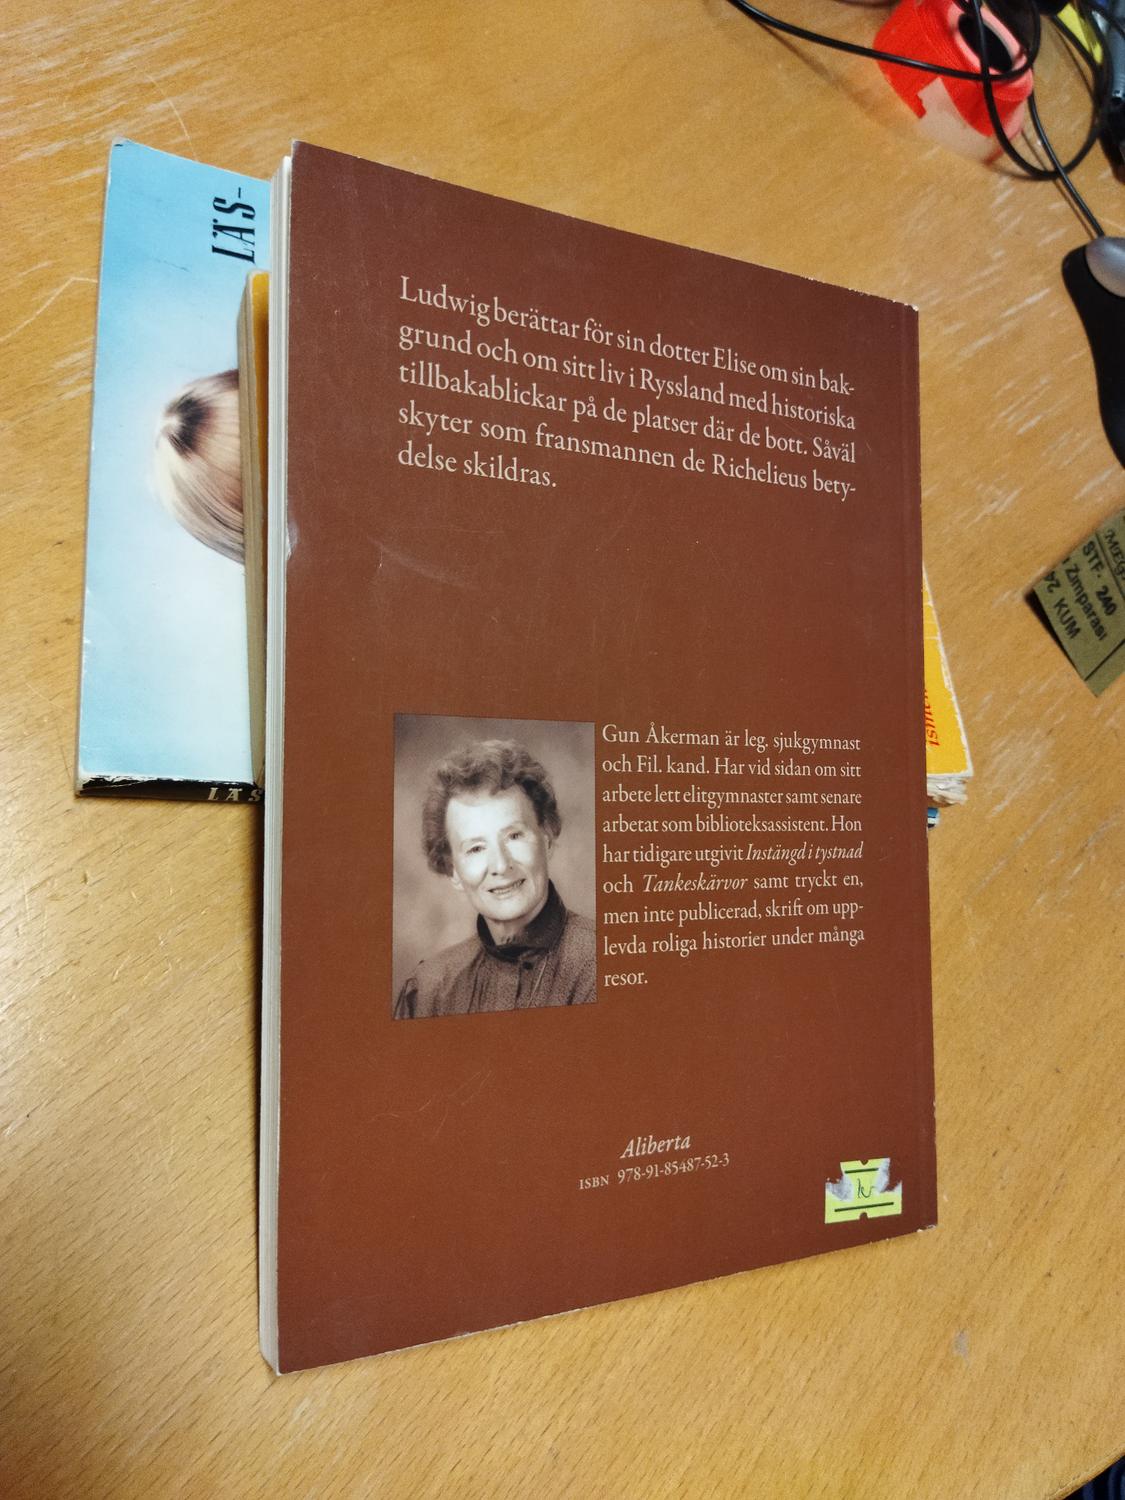 LÄS-
Ludwig berättar för sin dotter Elise om sin bak-
grund och om sitt liv i Ryssland med historiska
tillbakablickar på de platser där de bott. Såväl
skyter som fransmannen de Richelieus bety-
delse skildras.
Gun Åkerman är leg. sjukgymnast
och Fil. kand. Har vid sidan om sitt
arbete lett elitgymnaster samt senare
arbetat som biblioteksassistent. Hon
har tidigare utgivit Instängd i tystnad
och Tankeskärvor samt tryckt en,
men inte publicerad, skrift om upp-
levda roliga historier under många
resor.
Aliberta
ISBN 978-91-85487-52-3
kr
LÄS
STF- 240
Zımparası
KUM